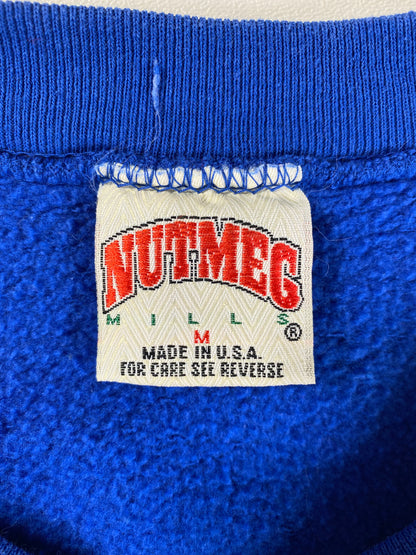 NUTMEG
MILLS
®
M
MADE IN U.S.A.
FOR CARE SEE REVERSE